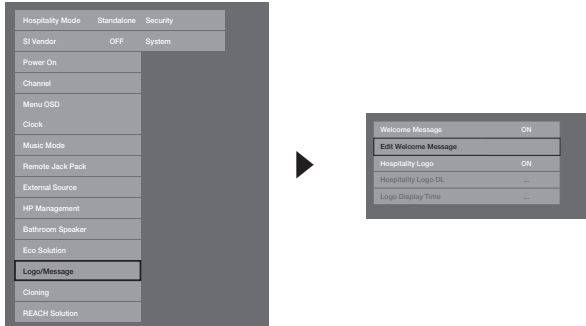 Hospitality Mode Standalone Security
SI Vendor OFF System
Power On
Channel
Menu OSD
Clock
Music Mode
Remote Jack Pack
External Source
HP Management
Bathroom Speaker
Eco Solution
Logo/Message
Cloning
REACH Solution
Welcome Message ON
Edit Welcome Message
Hospitality Logo ON
Hospitality Logo DL ...
Logo Display Time ...